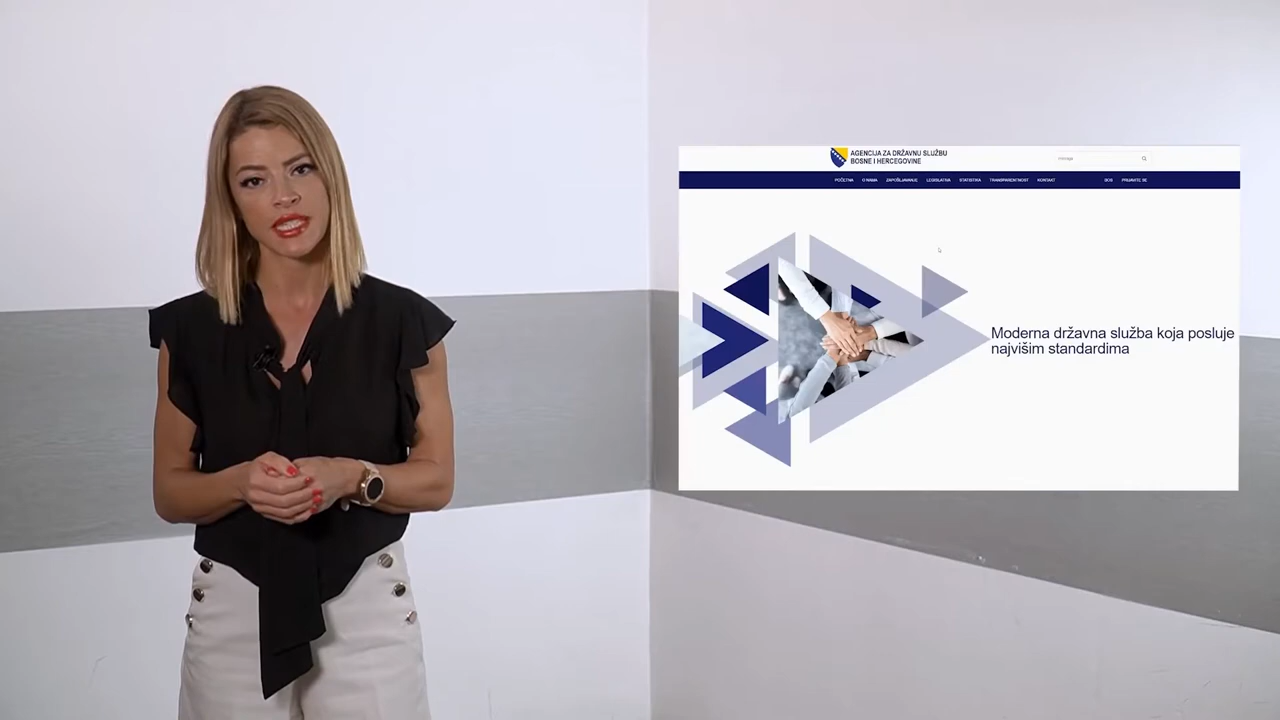 AGENCIJA ZA DRŽAVNU SLUŽBU
BOSNE I HERCEGOVINE
Pretraga
POČETNA O NAMA ZAPOŠLJAVANJE LEGISLATIVA STATISTIKA TRANSPARENTNOST KONTAKT BOS PRIJAVITE SE
Moderna državna služba koja posluje
najvišim standardima